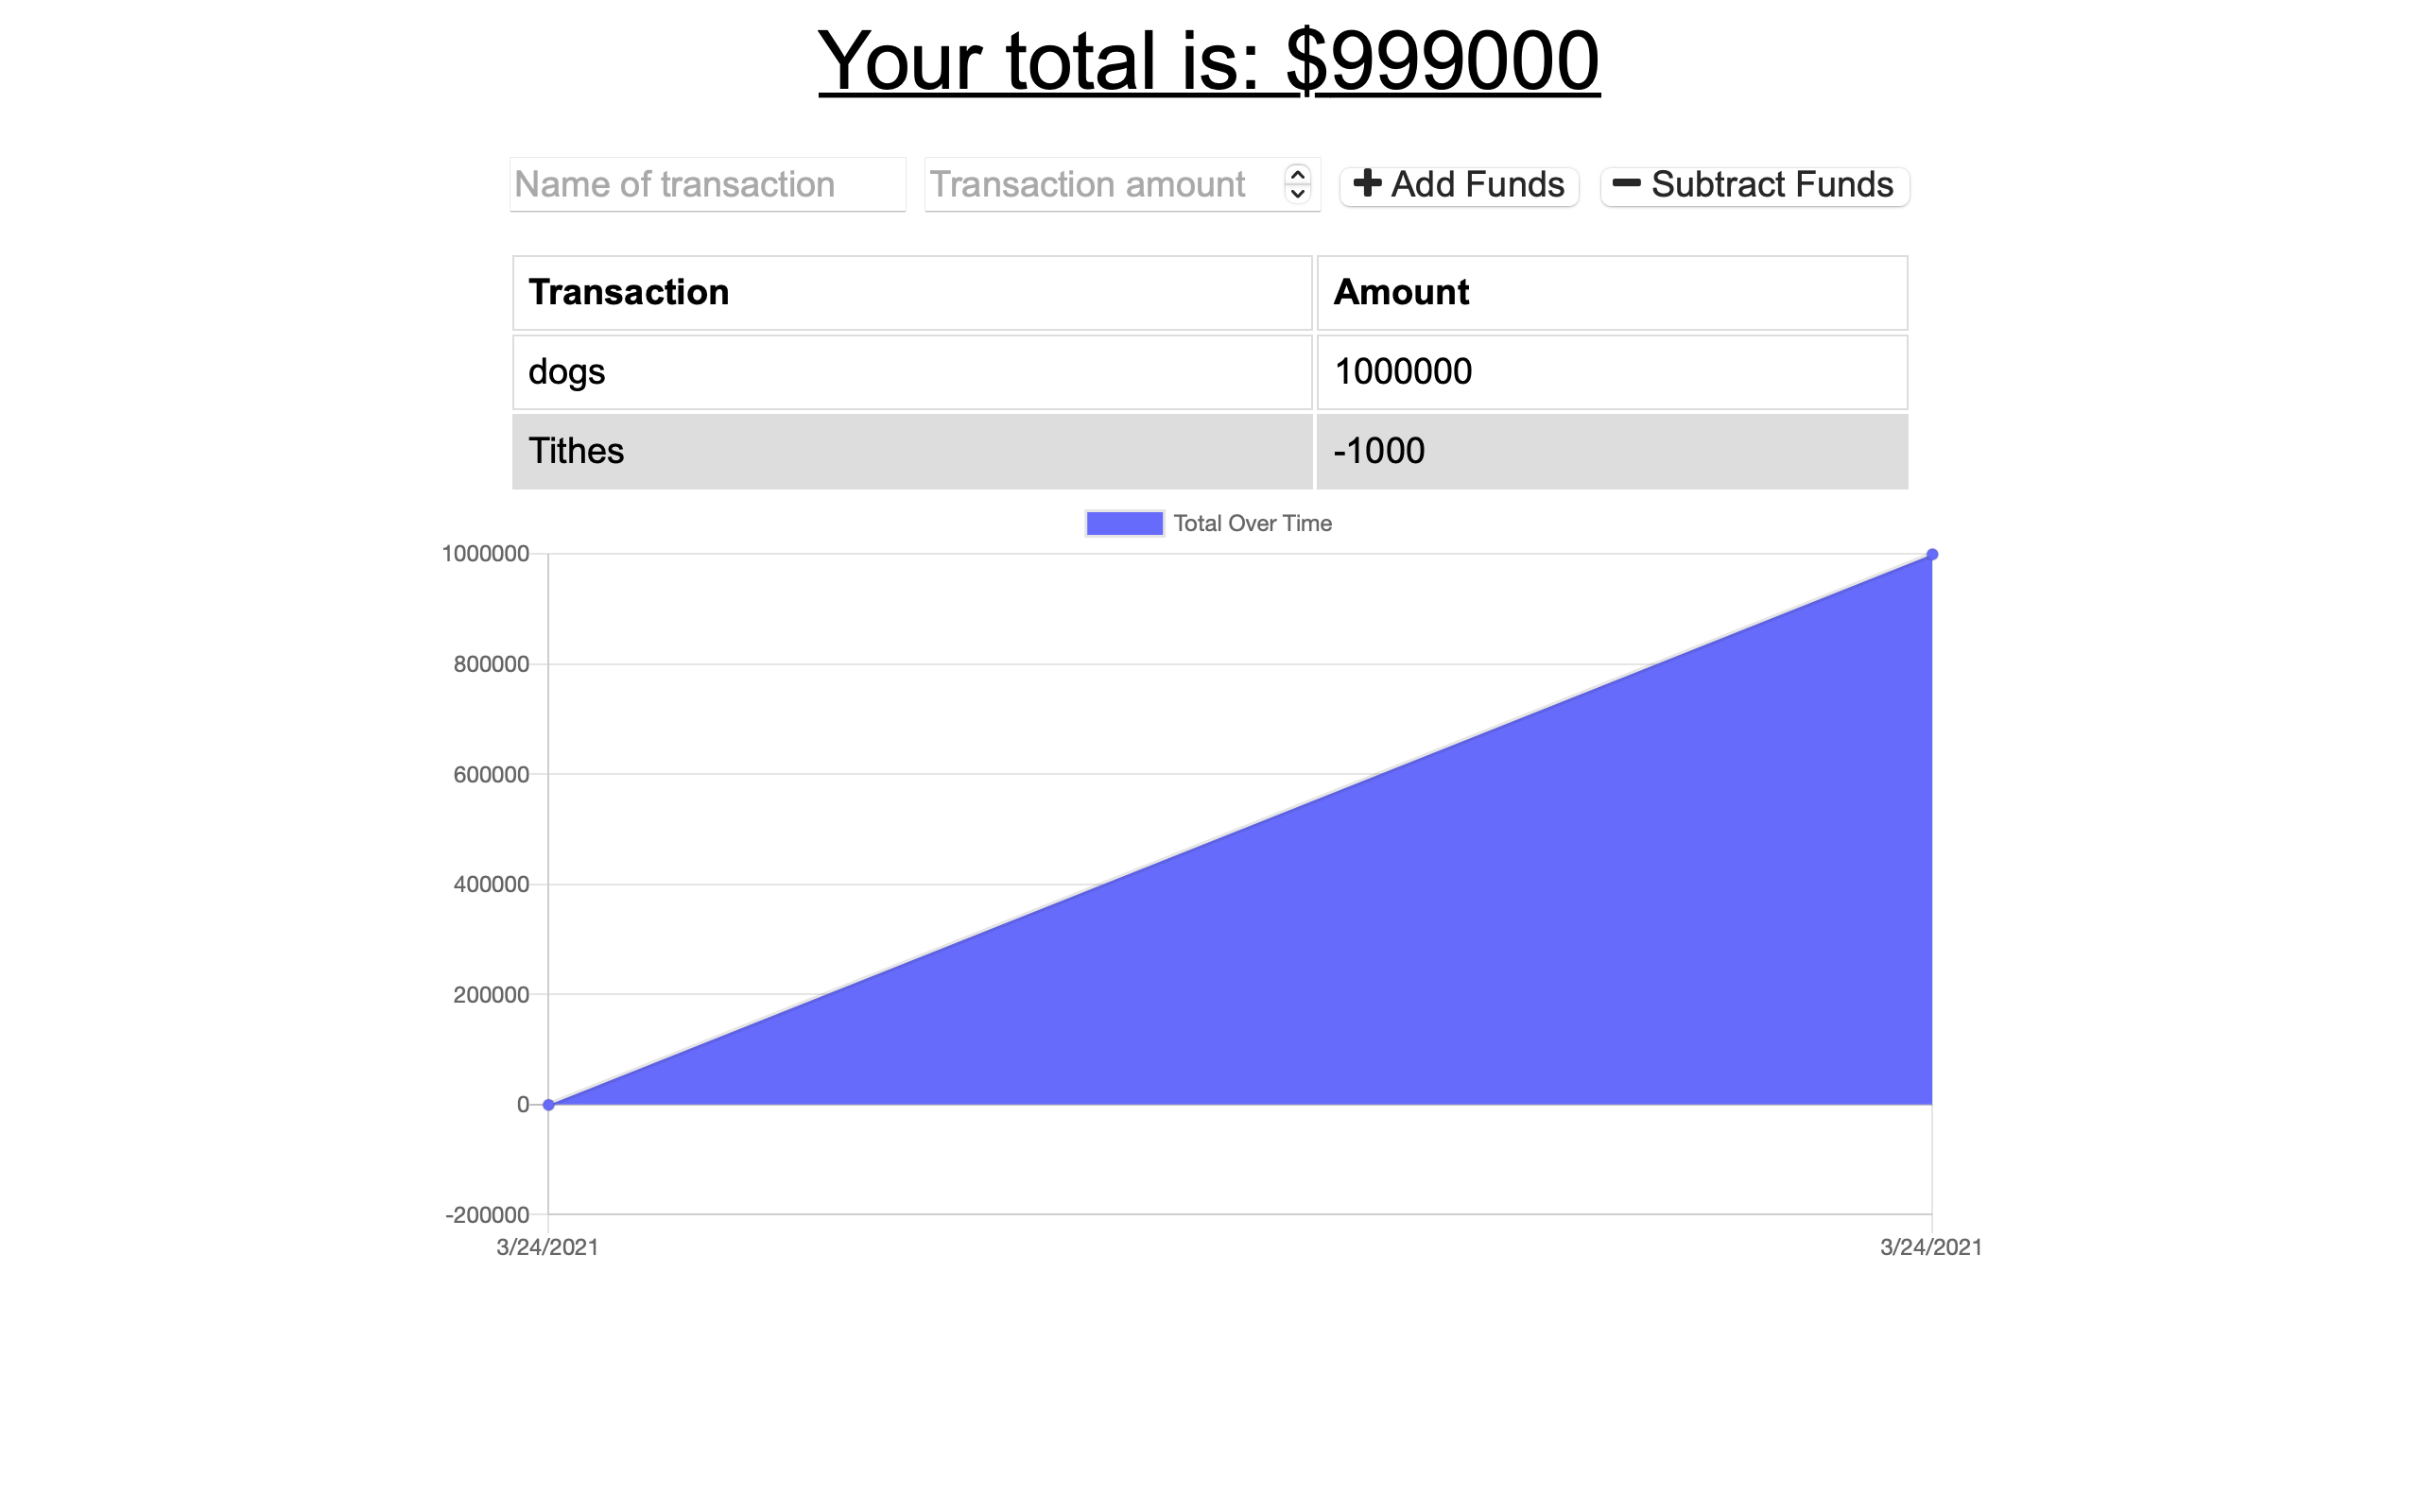 Your total is: $999000
Name of transaction Transaction amount Add Funds Subtract Funds
Transaction Amount
dogs 1000000
Tithes -1000
Total Over Time
1000000
800000
600000
400000
200000
0
-200000
3/24/2021 3/24/2021